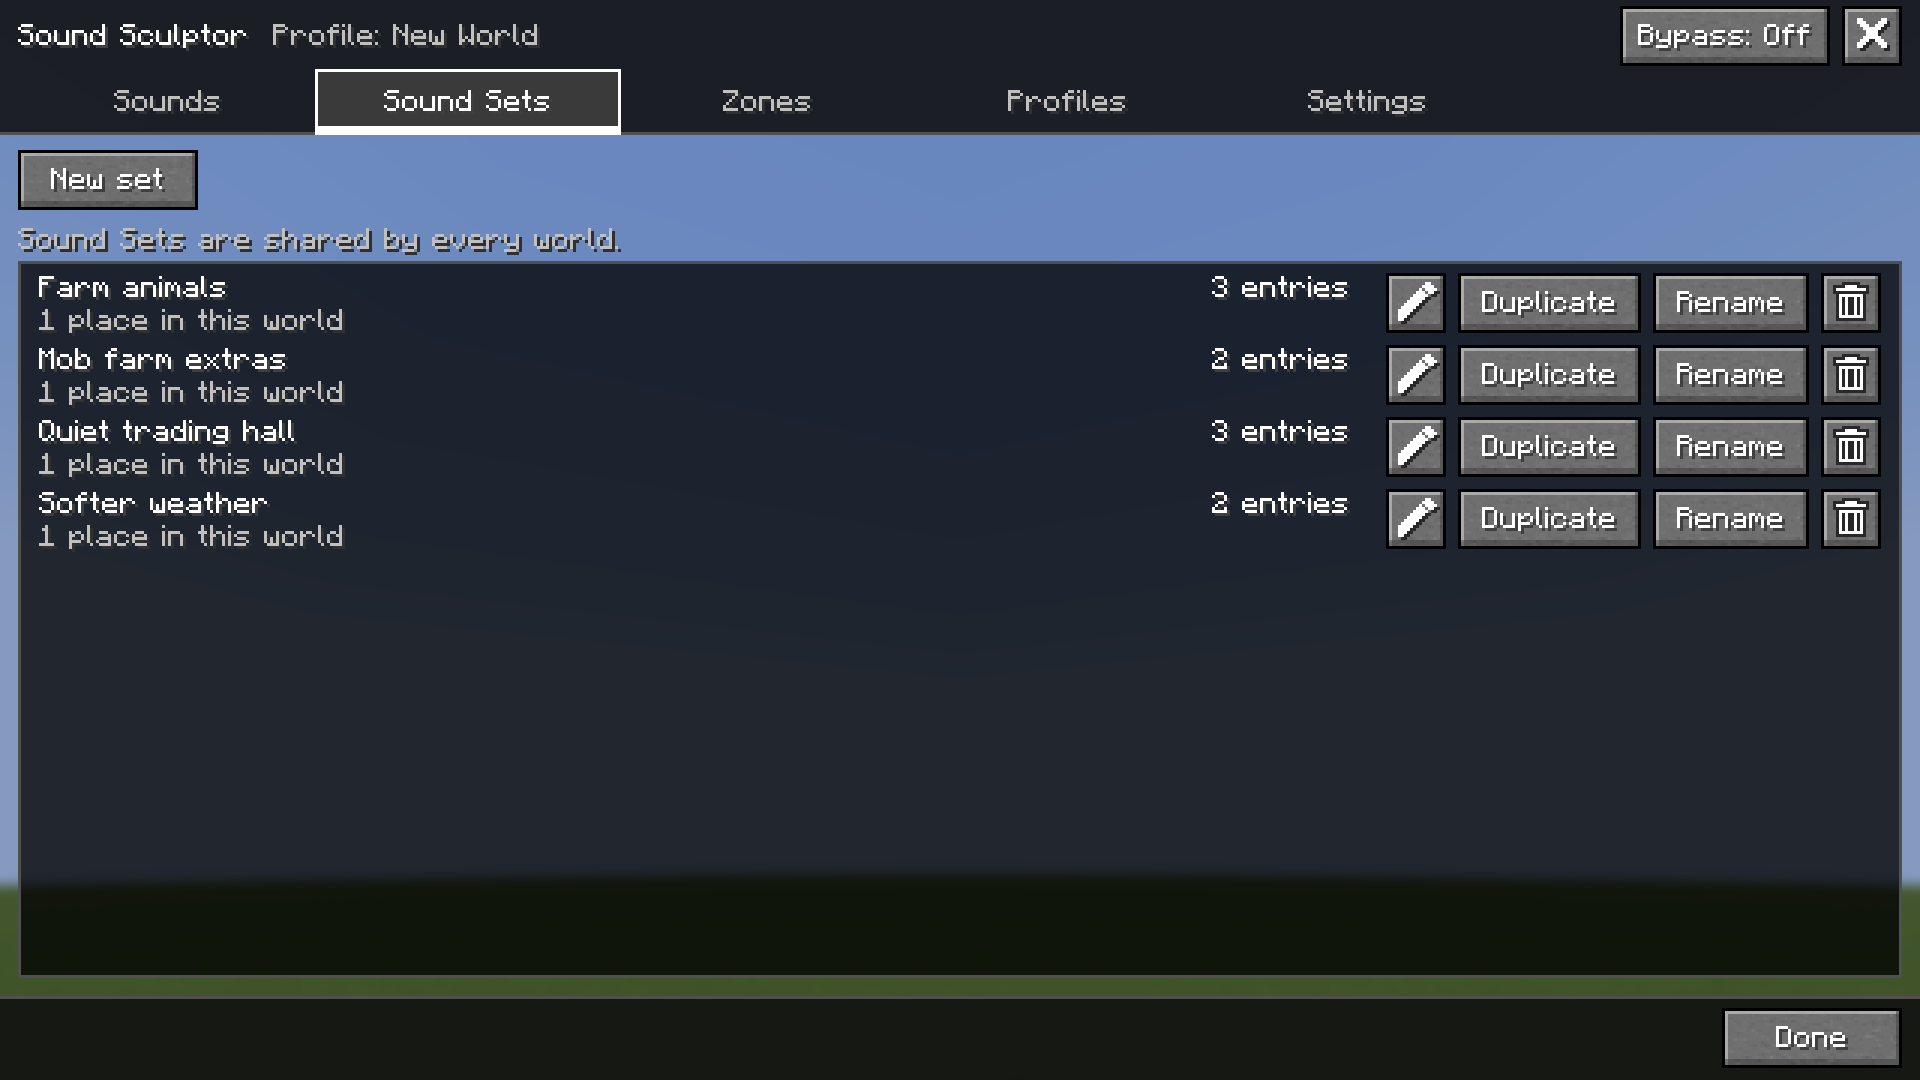 Sound Sculptor Profile: New World Bypass: Off
Sounds Sound Sets Zones Profiles Settings
New set
Sound Sets are shared by every world.
Farm animals 3 entries Duplicate Rename
1 place in this world
Mob farm extras 2 entries Duplicate Rename
1 place in this world
Quiet trading hall 3 entries Duplicate Rename
1 place in this world
Softer weather 2 entries Duplicate Rename
1 place in this world
Done